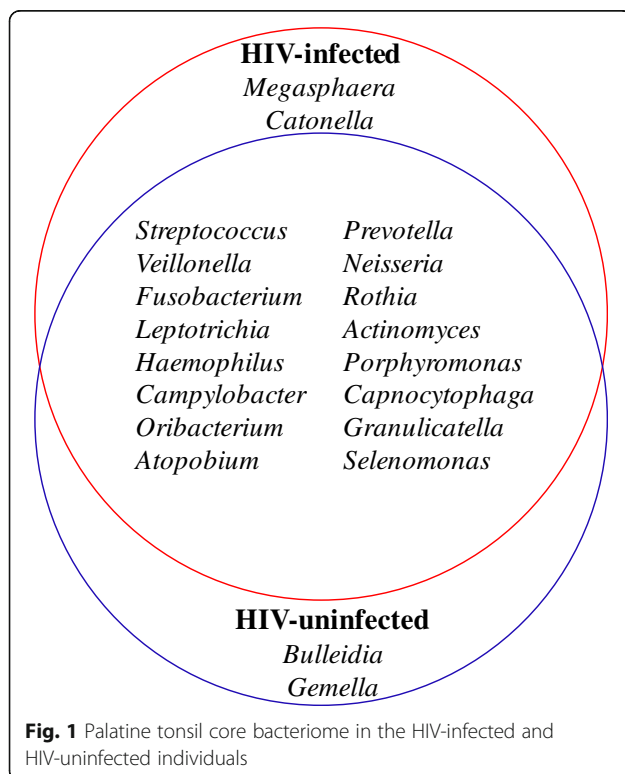 HIV-infected
Megasphaera
Catonella
Streptococcus Prevotella
Veillonella Neisseria
Fusobacterium Rothia
Leptotrichia Actinomyces
Haemophilus Porphyromonas
Campylobacter Capnocytophaga
Oribacterium Granulicatella
Atopobium Selenomonas
HIV-uninfected
Bulleidia
Gemella
Fig. 1 Palatine tonsil core bacteriome in the HIV-infected and
HIV-uninfected individuals